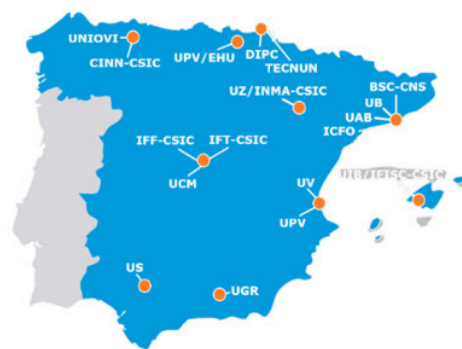 UNIOVI
CINN-CSIC
UPV/EHU
DIPC
TECNUN
UZ/INMA-CSIC
BSC-CNS
UB
UAB
ICFO
IFF-CSIC
IFT-CSIC
UCM
UIB/IFISC-CSIC
UV
UPV
US
UGR